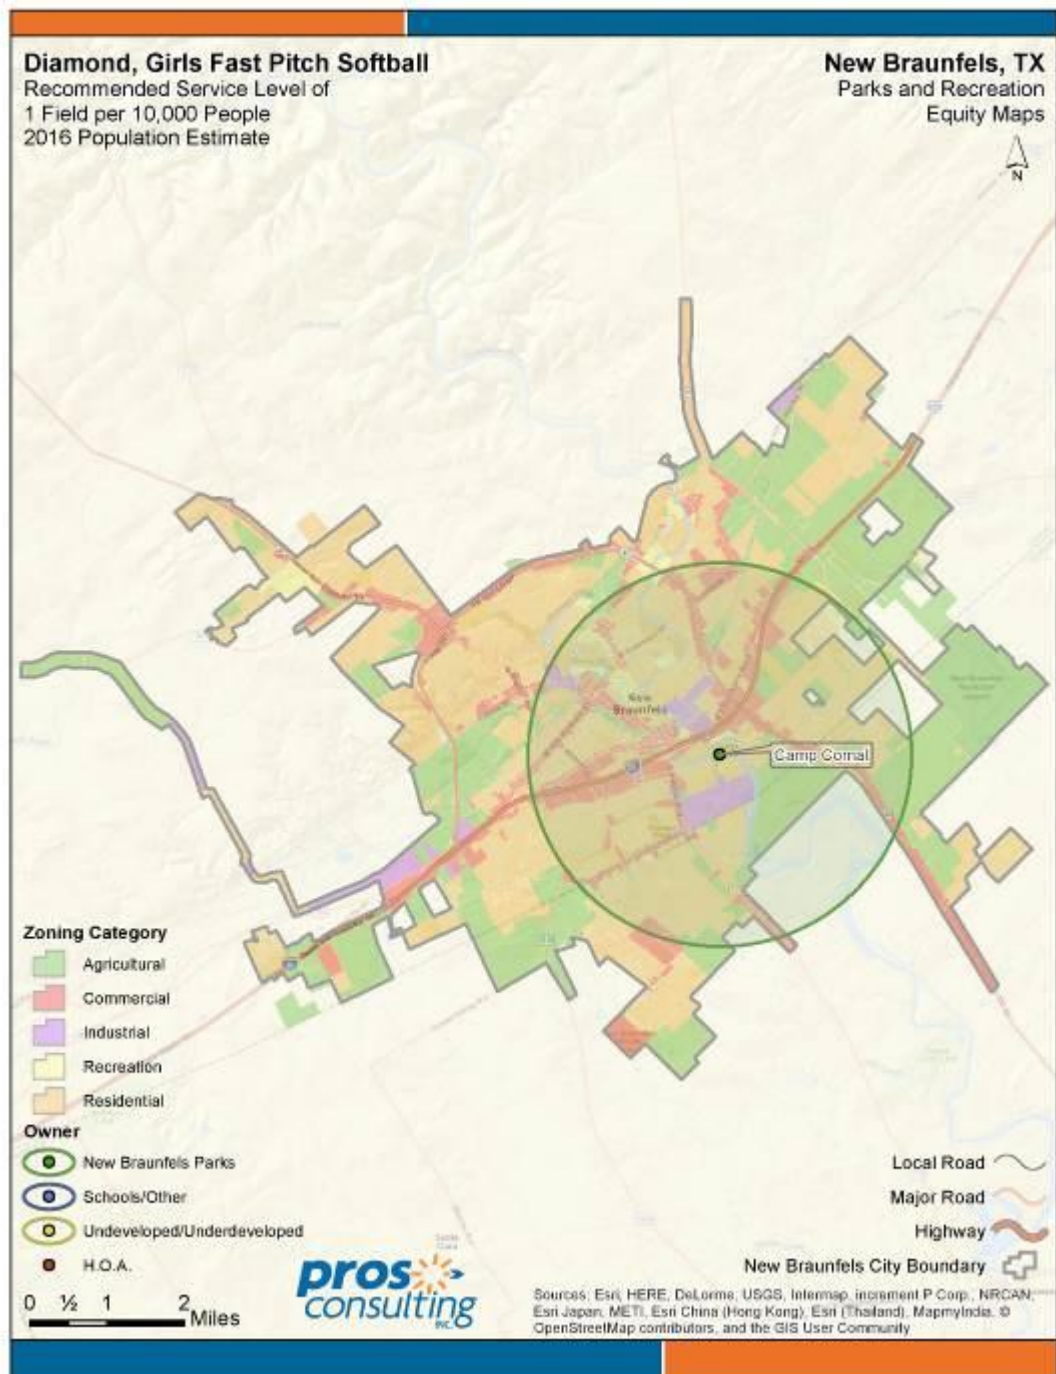 Diamond, Girls Fast Pitch Softball
Recommended Service Level of
1 Field per 10,000 People
2016 Population Estimate
New Braunfels, TX
Parks and Recreation
Equity Maps
N
New
Braunfels
Camp Comal
Zoning Category
Agricultural
Commercial
Industrial
Recreation
Residential
Owner
New Braunfels Parks
Schools/Other
Undeveloped/Underdeveloped
H.O.A.
0 ½ 1 2 Miles
pros
consulting
INC.
Local Road
Major Road
Highway
New Braunfels City Boundary
Sources: Esri, HERE, DeLorme, USGS, Intermap, increment P Corp., NRCAN,
Esri Japan, METI, Esri China (Hong Kong), Esri (Thailand), MapmyIndia, ©
OpenStreetMap contributors, and the GIS User Community